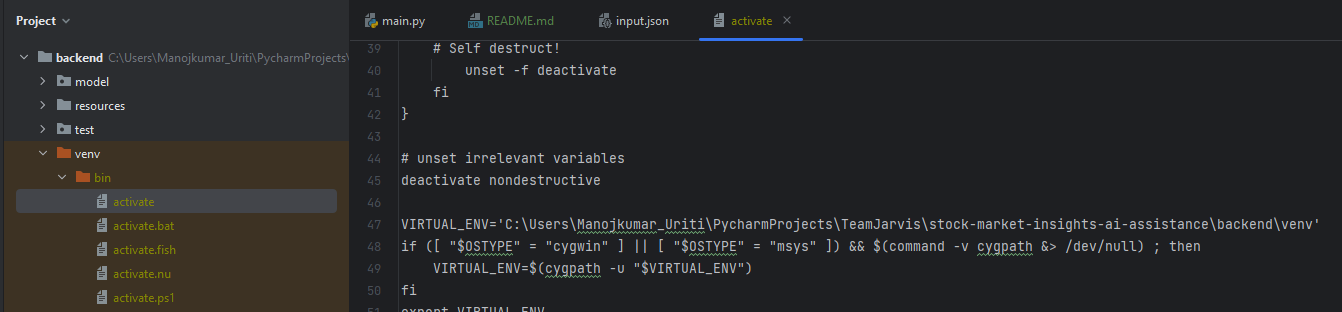 Project
main.py
README.md
input.json
activate
backend C:\Users\Manojkumar_Uriti\PycharmProjects\
model
resources
test
venv
bin
activate
activate.bat
activate.fish
activate.nu
activate.ps1
39 # Self destruct!
40 unset -f deactivate
41 fi
42 }
43
44 # unset irrelevant variables
45 deactivate nondestructive
46
47 VIRTUAL_ENV='C:\Users\Manojkumar_Uriti\PycharmProjects\TeamJarvis\stock-market-insights-ai-assistance\backend\venv'
48 if ([ "$OSTYPE" = "cygwin" ] || [ "$OSTYPE" = "msys" ]) && $(command -v cygpath &> /dev/null) ; then
49 VIRTUAL_ENV=$(cygpath -u "$VIRTUAL_ENV")
50 fi
51 export VIRTUAL_ENV